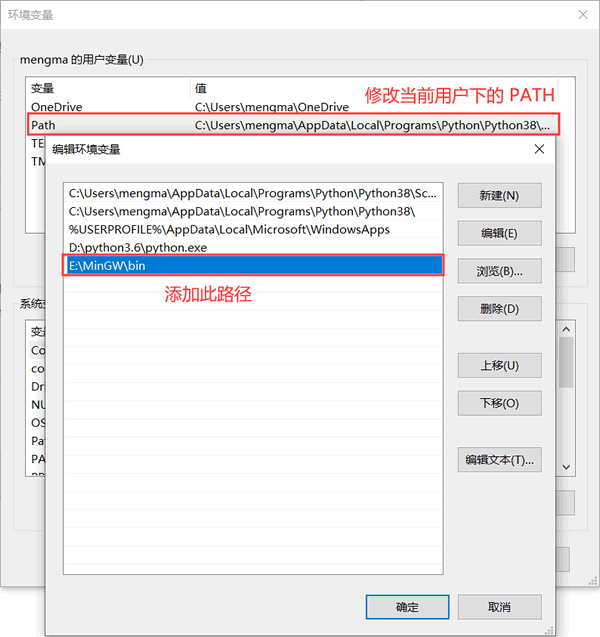 环境变量
mengma 的用户变量(U)
变量 值
OneDrive C:\Users\mengma\OneDrive
修改当前用户下的 PATH
Path C:\Users\mengma\AppData\Local\Programs\Python\Python38\...
TE
TM
编辑环境变量
C:\Users\mengma\AppData\Local\Programs\Python\Python38\Sc...
C:\Users\mengma\AppData\Local\Programs\Python\Python38\
%USERPROFILE%\AppData\Local\Microsoft\WindowsApps
D:\python3.6\python.exe
E:\MinGW\bin
添加此路径
新建(N)
编辑(E)
浏览(B)...
删除(D)
上移(U)
下移(O)
编辑文本(T)...
系统
变
Co
co
Dri
NU
OS
Pat
PA
确定
取消